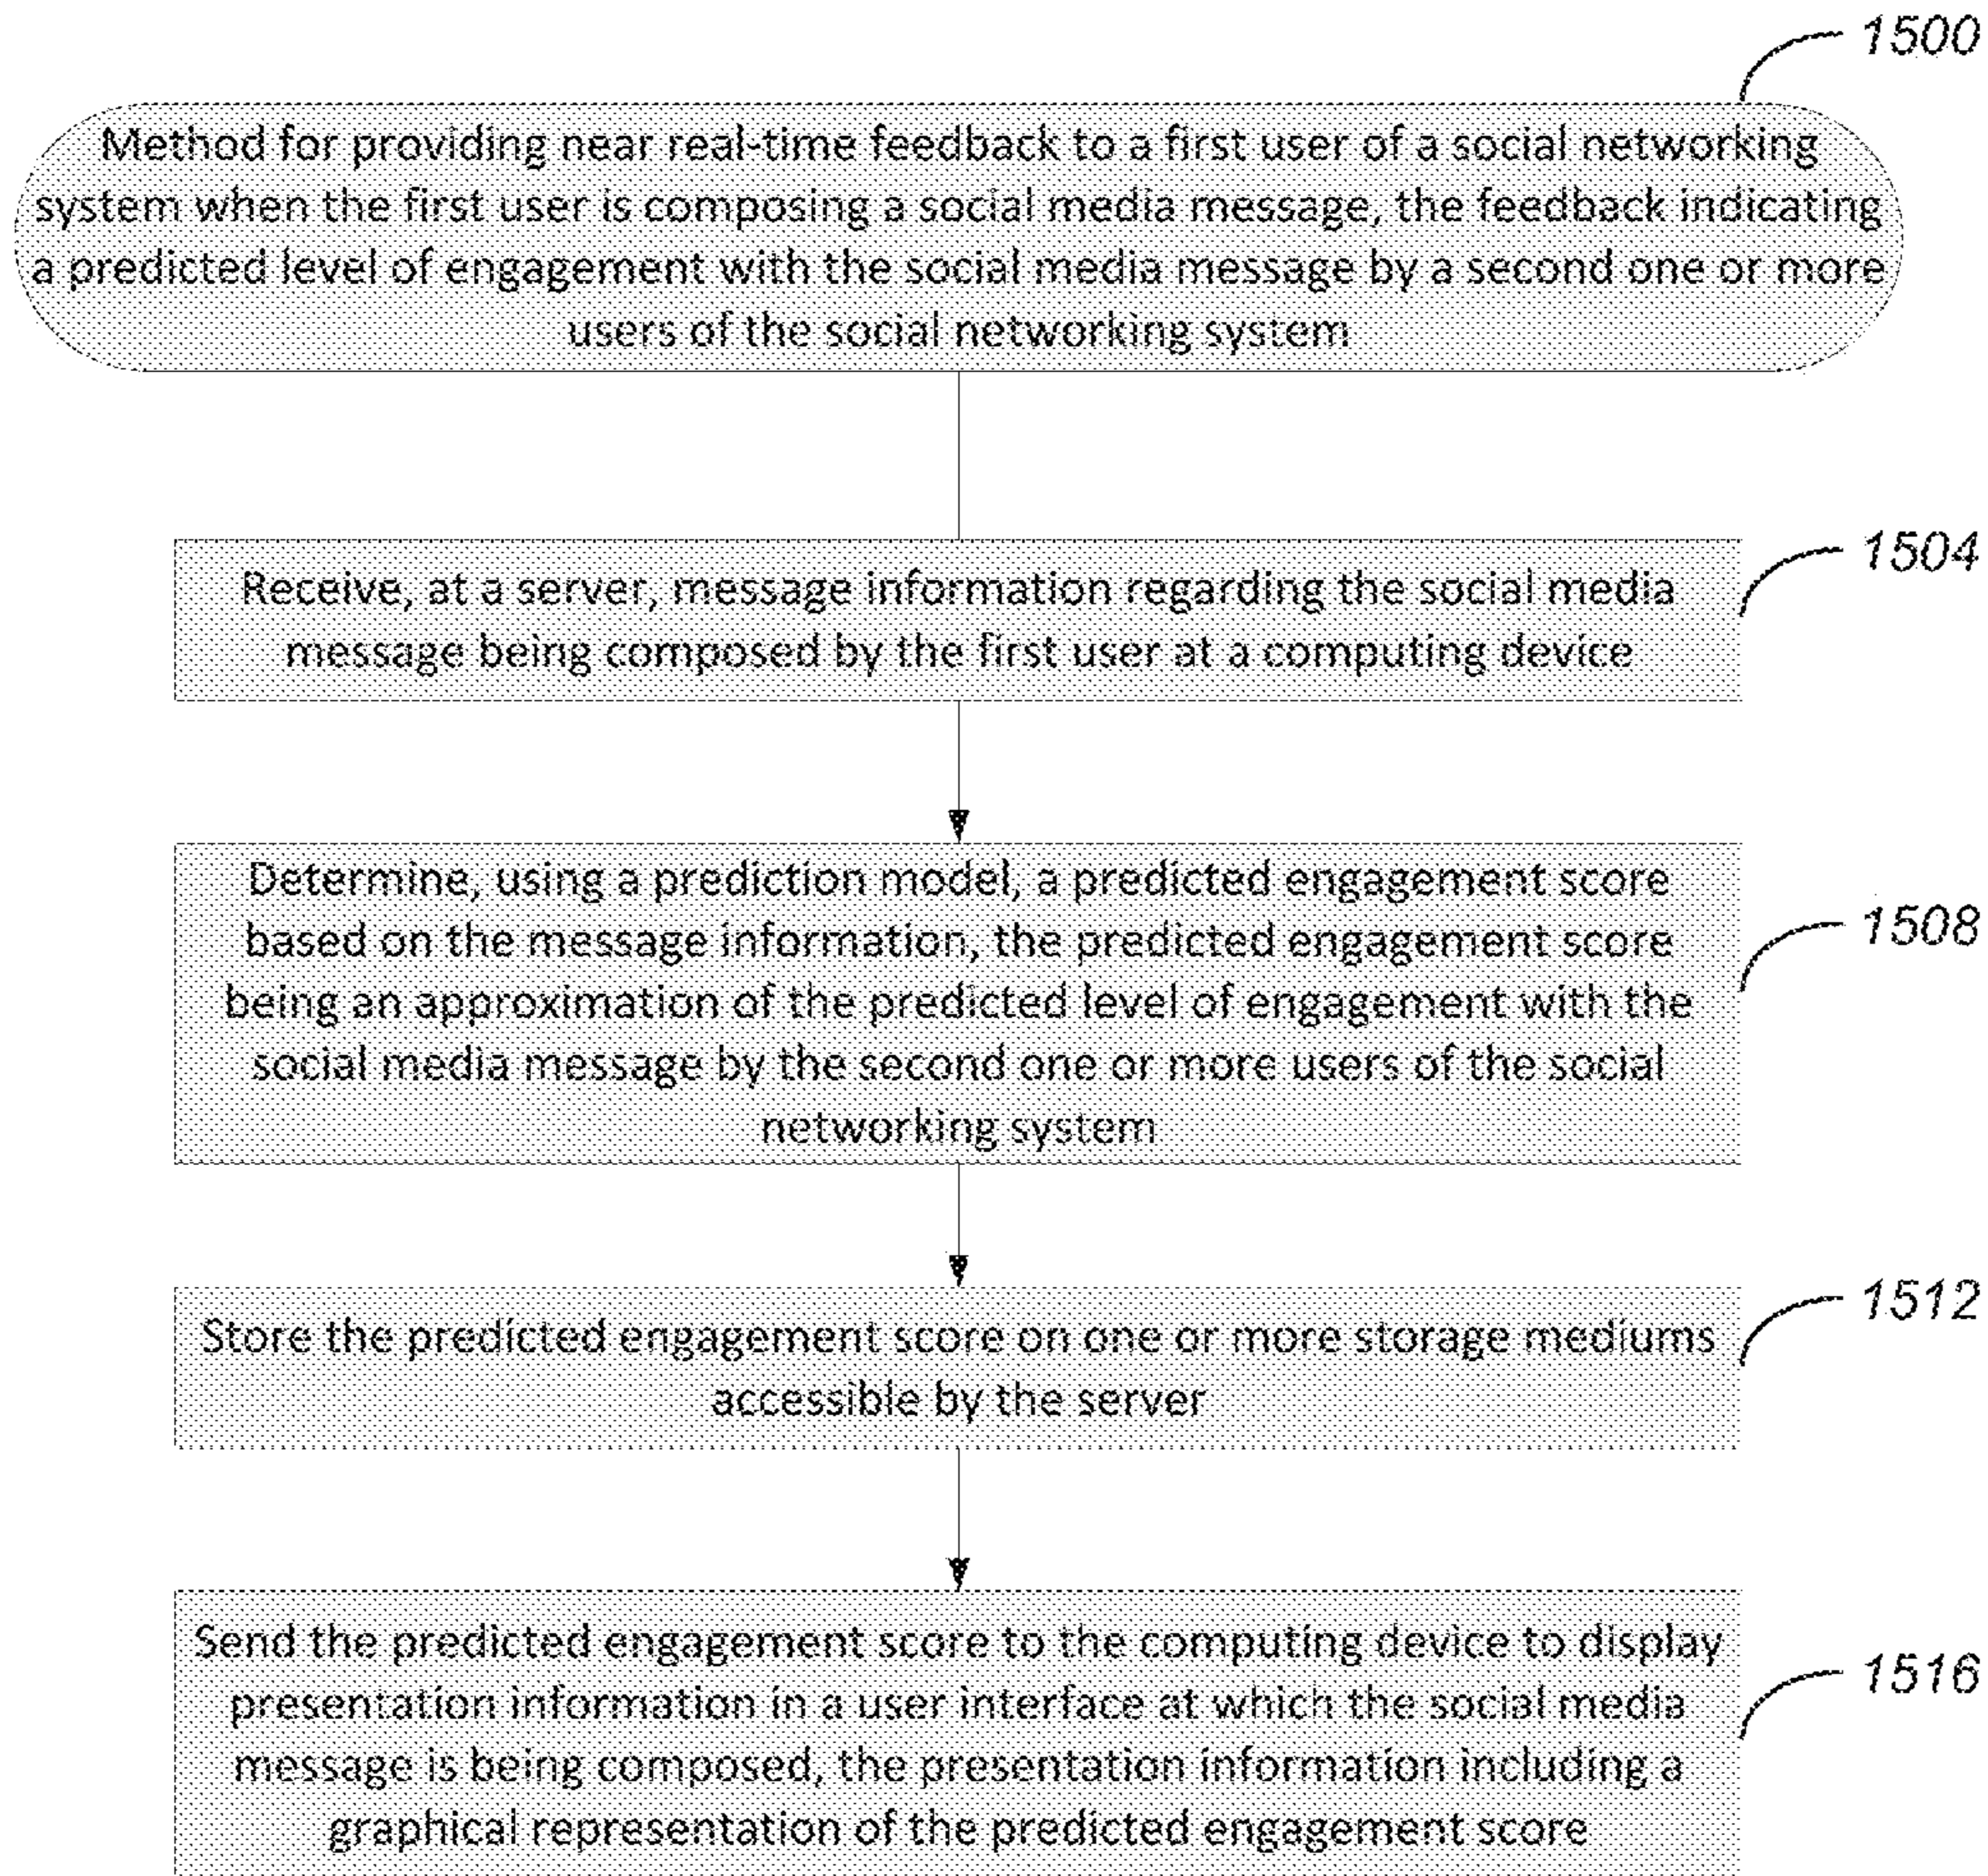 1500
Method for providing near real-time feedback to a first user of a social networking
system when the first user is composing a social media message, the feedback indicating
a predicted level of engagement with the social media message by a second one or more
users of the social networking system
1504
Receive, at a server, message information regarding the social media
message being composed by the first user at a computing device
1508
Determine, using a prediction model, a predicted engagement score
based on the message information, the predicted engagement score
being an approximation of the predicted level of engagement with the
social media message by the second one or more users of the social
networking system
1512
Store the predicted engagement score on one or more storage mediums
accessible by the server
1516
Send the predicted engagement score to the computing device to display
presentation information in a user interface at which the social media
message is being composed, the presentation information including a
graphical representation of the predicted engagement score